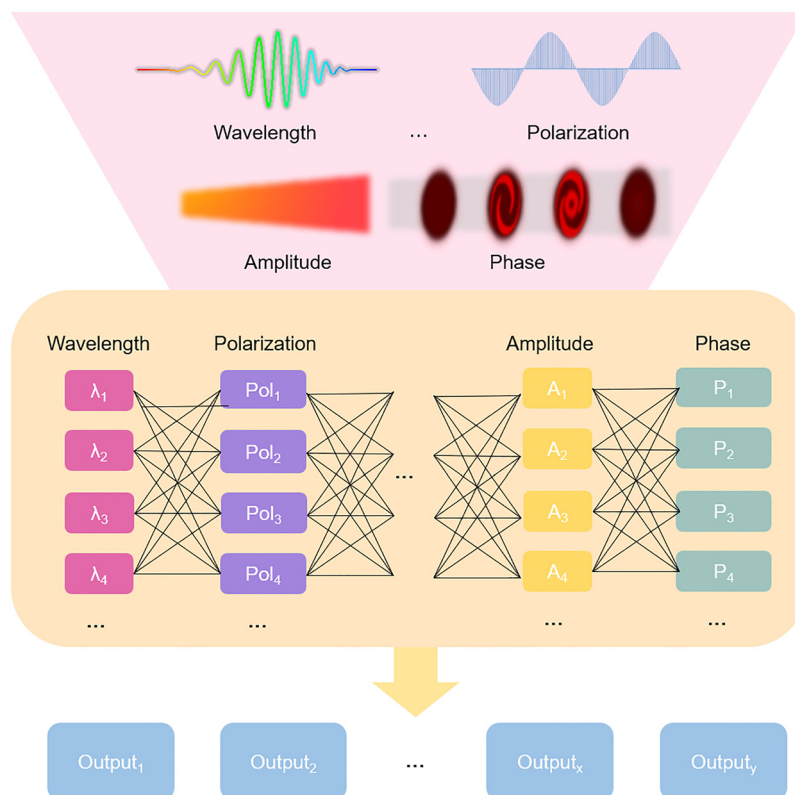 Wavelength ... Polarization
Amplitude Phase
Wavelength Polarization Amplitude Phase
λ₁ Pol₁ A₁ P₁
λ₂ Pol₂ A₂ P₂
...
λ₃ Pol₃ A₃ P₃
λ₄ Pol₄ A₄ P₄
... ... ... ...
Output₁ Output₂ ... Outputₓ Outputᵧ